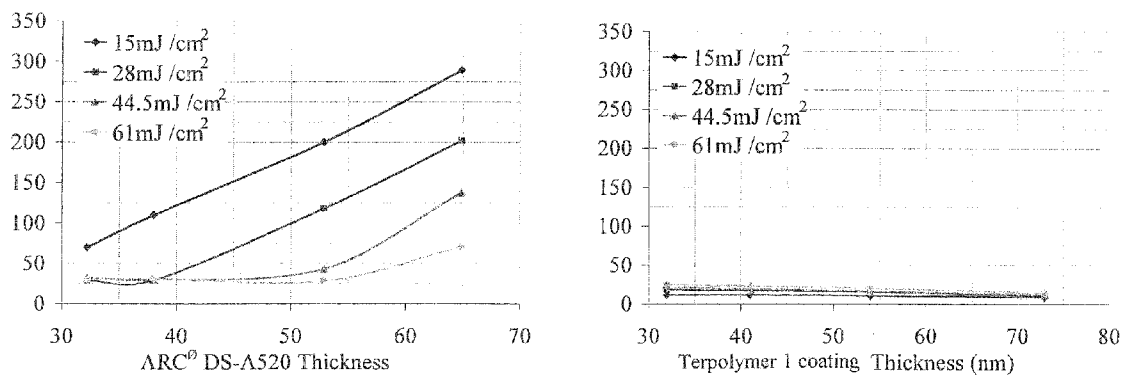 350
300
250
200
150
100
50
0
15mJ /cm²
28mJ /cm²
44.5mJ /cm²
61mJ /cm²
30 40 50 60 70
ARC^Ø DS-A520 Thickness
350
300
250
200
150
100
50
0
15mJ /cm²
28mJ /cm²
44.5mJ /cm²
61mJ /cm²
30 40 50 60 70 80
Terpolymer 1 coating Thickness (nm)